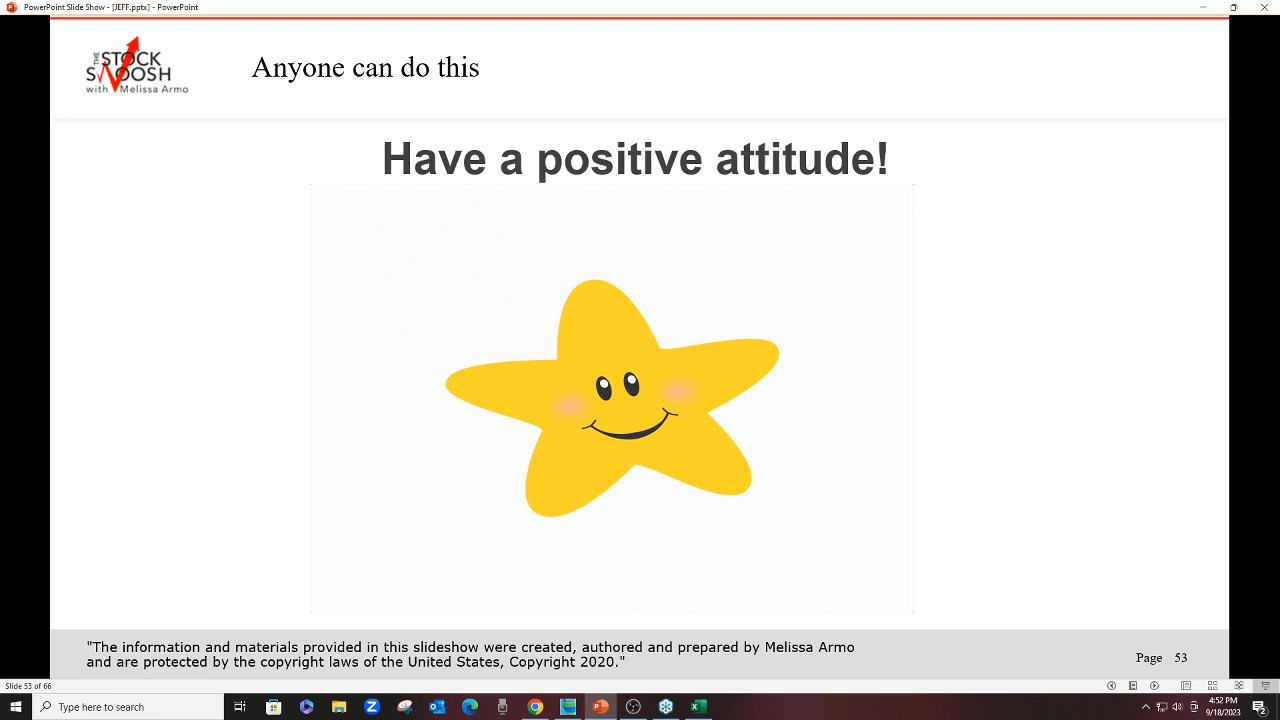 PowerPoint Slide Show - [JEFF.pptx] - PowerPoint
THE STOCK
SWOOSH
with Melissa Armo
Anyone can do this
Have a positive attitude!
"The information and materials provided in this slideshow were created, authored and prepared by Melissa Armo
and are protected by the copyright laws of the United States, Copyright 2020."
Page 53
Slide 53 of 66
Type here to search
4:52 PM
9/18/2023
2